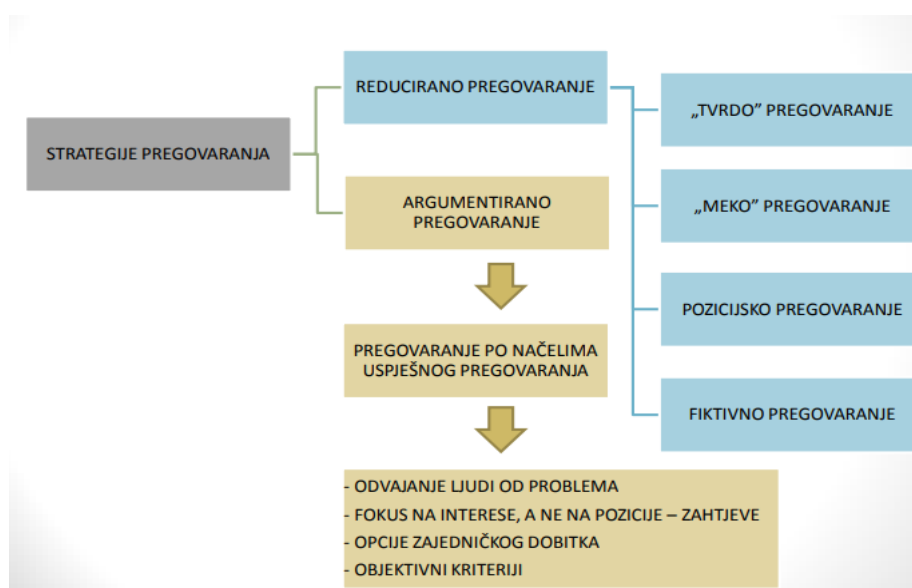 STRATEGIJE PREGOVARANJA
REDUCIRANO PREGOVARANJE
„TVRDO” PREGOVARANJE
„MEKO” PREGOVARANJE
POZICIJSKO PREGOVARANJE
FIKTIVNO PREGOVARANJE
ARGUMENTIRANO
PREGOVARANJE
PREGOVARANJE PO NAČELIMA
USPJEŠNOG PREGOVARANJA
- ODVAJANJE LJUDI OD PROBLEMA
- FOKUS NA INTERESE, A NE NA POZICIJE – ZAHTJEVE
- OPCIJE ZAJEDNIČKOG DOBITKA
- OBJEKTIVNI KRITERIJI